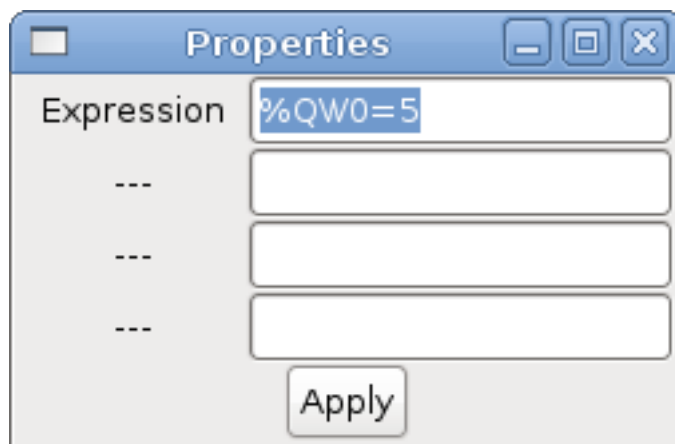 Properties
Expression %QW0=5
---
---
---
Apply